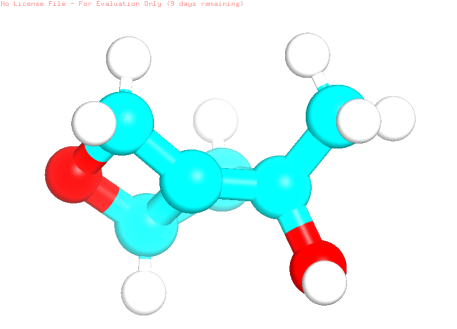 No License File - For Evaluation Only (9 days remaining)